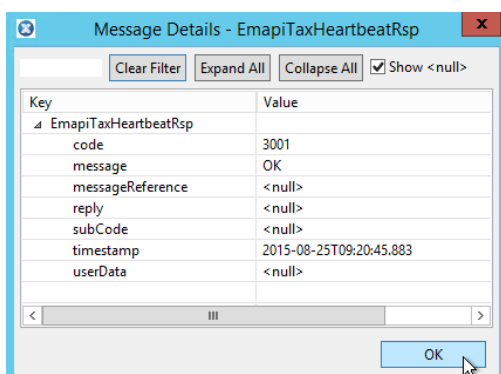 Message Details - EmapiTaxHeartbeatRsp x
Clear Filter Expand All Collapse All Show <null>
Key Value
EmapiTaxHeartbeatRsp
code 3001
message OK
messageReference <null>
reply <null>
subCode <null>
timestamp 2015-08-25T09:20:45.883
userData <null>
OK